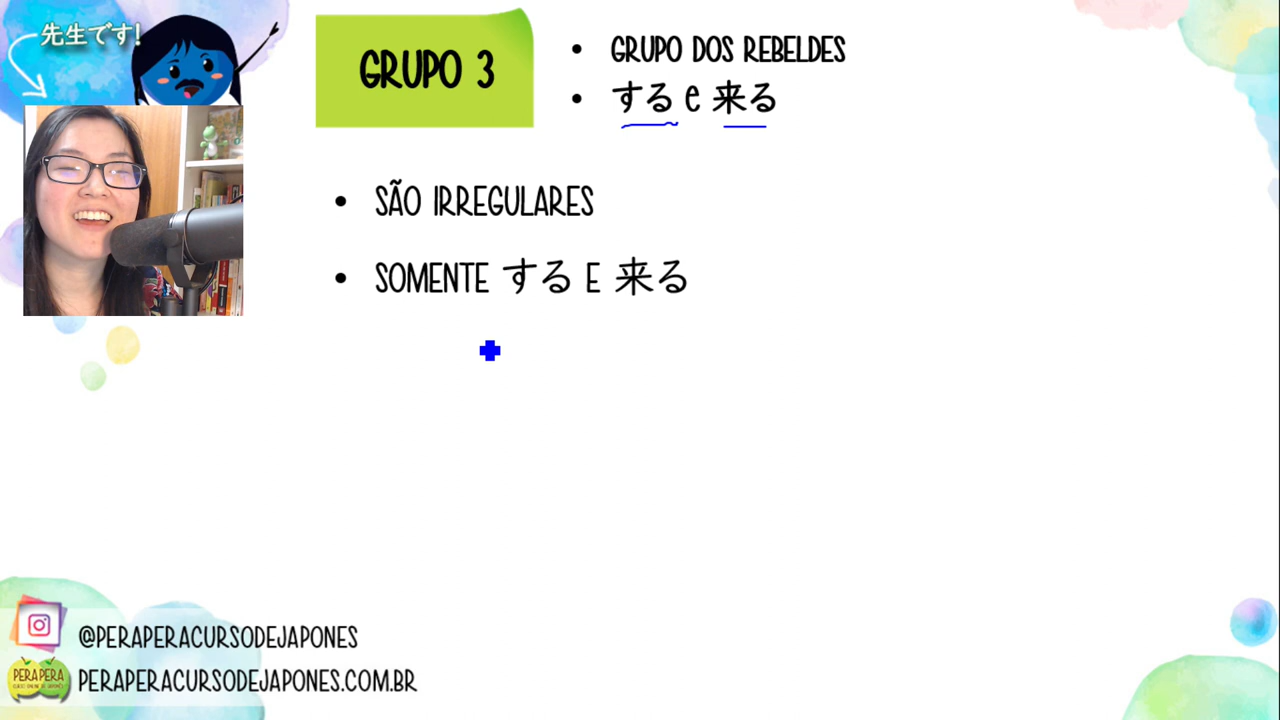 先生です!
GRUPO 3
• GRUPO DOS REBELDES
• する e 来る
• SÃO IRREGULARES
• SOMENTE する E 来る
@PERAPERACURSODEJAPONES
PERAPERA
PERAPERACURSODEJAPONES.COM.BR